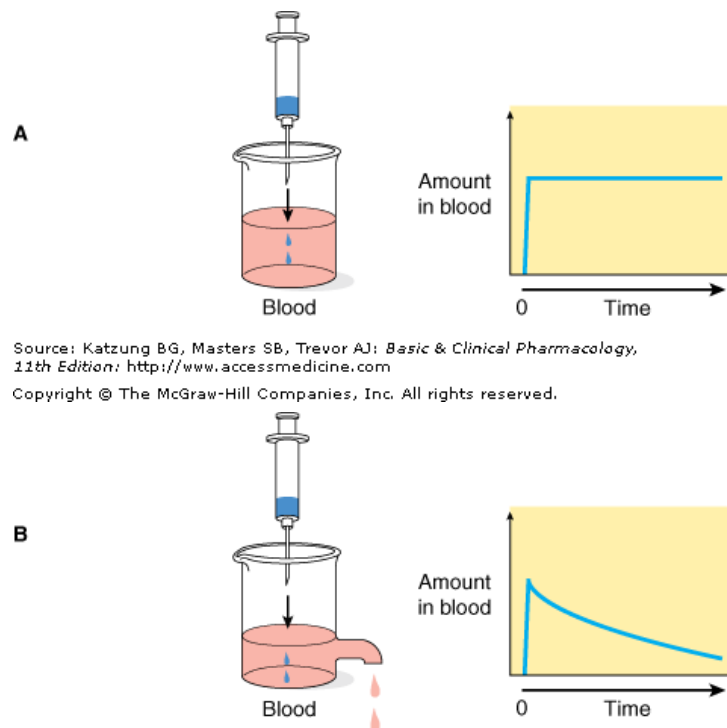 A
Amount
in blood
Blood
0 Time
Source: Katzung BG, Masters SB, Trevor AJ: Basic & Clinical Pharmacology,
11th Edition: http://www.accessmedicine.com
Copyright © The McGraw-Hill Companies, Inc. All rights reserved.
B
Amount
in blood
Blood
0 Time